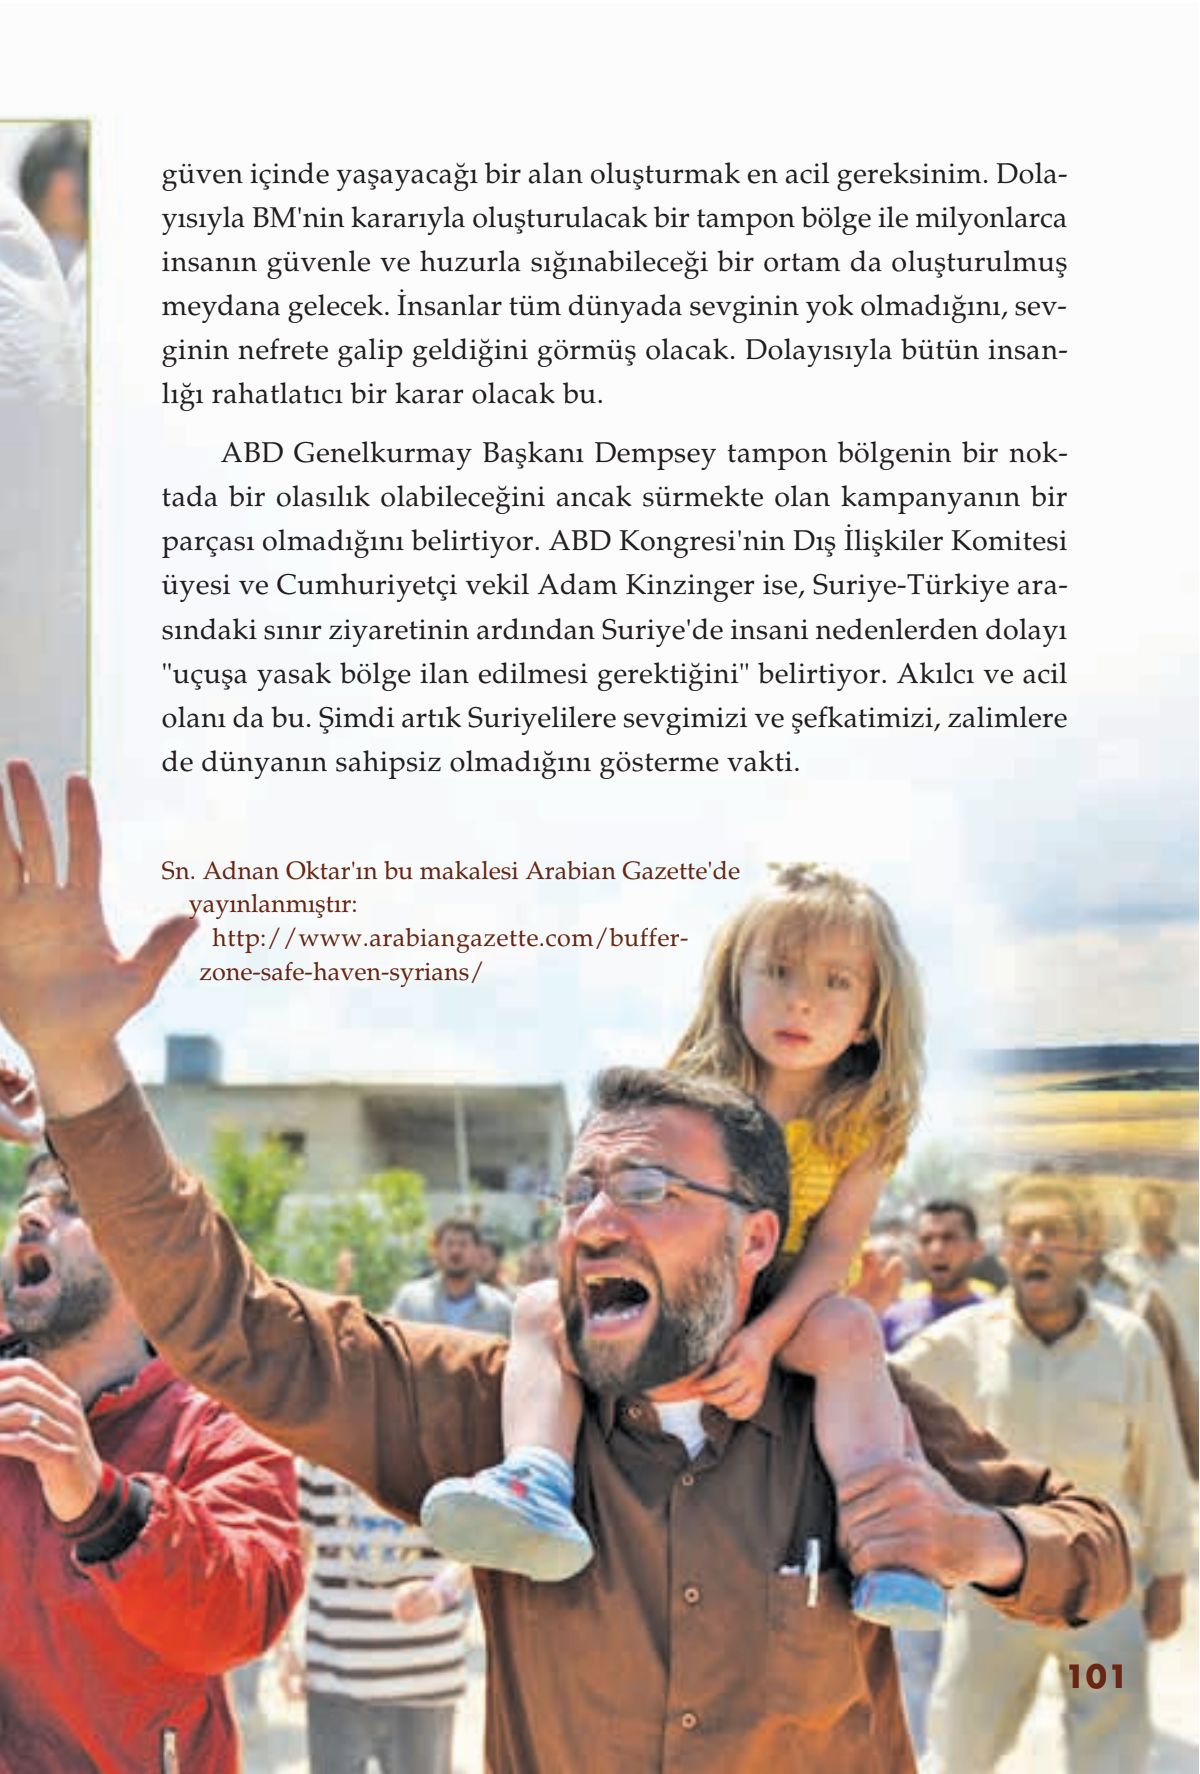 güven içinde yaşayacağı bir alan oluşturmak en acil gereksinim. Dola-
yısıyla BM'nin kararıyla oluşturulacak bir tampon bölge ile milyonlarca
insanın güvenle ve huzurla sığınabileceği bir ortam da oluşturulmuş
meydana gelecek. İnsanlar tüm dünyada sevginin yok olmadığını, sev-
ginin nefrete galip geldiğini görmüş olacak. Dolayısıyla bütün insan-
lığı rahatlatıcı bir karar olacak bu.
ABD Genelkurmay Başkanı Dempsey tampon bölgenin bir nok-
tada bir olasılık olabileceğini ancak sürmekte olan kampanyanın bir
parçası olmadığını belirtiyor. ABD Kongresi'nin Dış İlişkiler Komitesi
üyesi ve Cumhuriyetçi vekil Adam Kinzinger ise, Suriye-Türkiye ara-
sındaki sınır ziyaretinin ardından Suriye'de insani nedenlerden dolayı
"uçuşa yasak bölge ilan edilmesi gerektiğini" belirtiyor. Akılcı ve acil
olanı da bu. Şimdi artık Suriyelilere sevgimizi ve şefkatimizi, zalimlere
de dünyanın sahipsiz olmadığını gösterme vakti.
Sn. Adnan Oktar'ın bu makalesi Arabian Gazette'de
yayınlanmıştır:
http://www.arabiangazette.com/buffer-
zone-safe-haven-syrians/
101